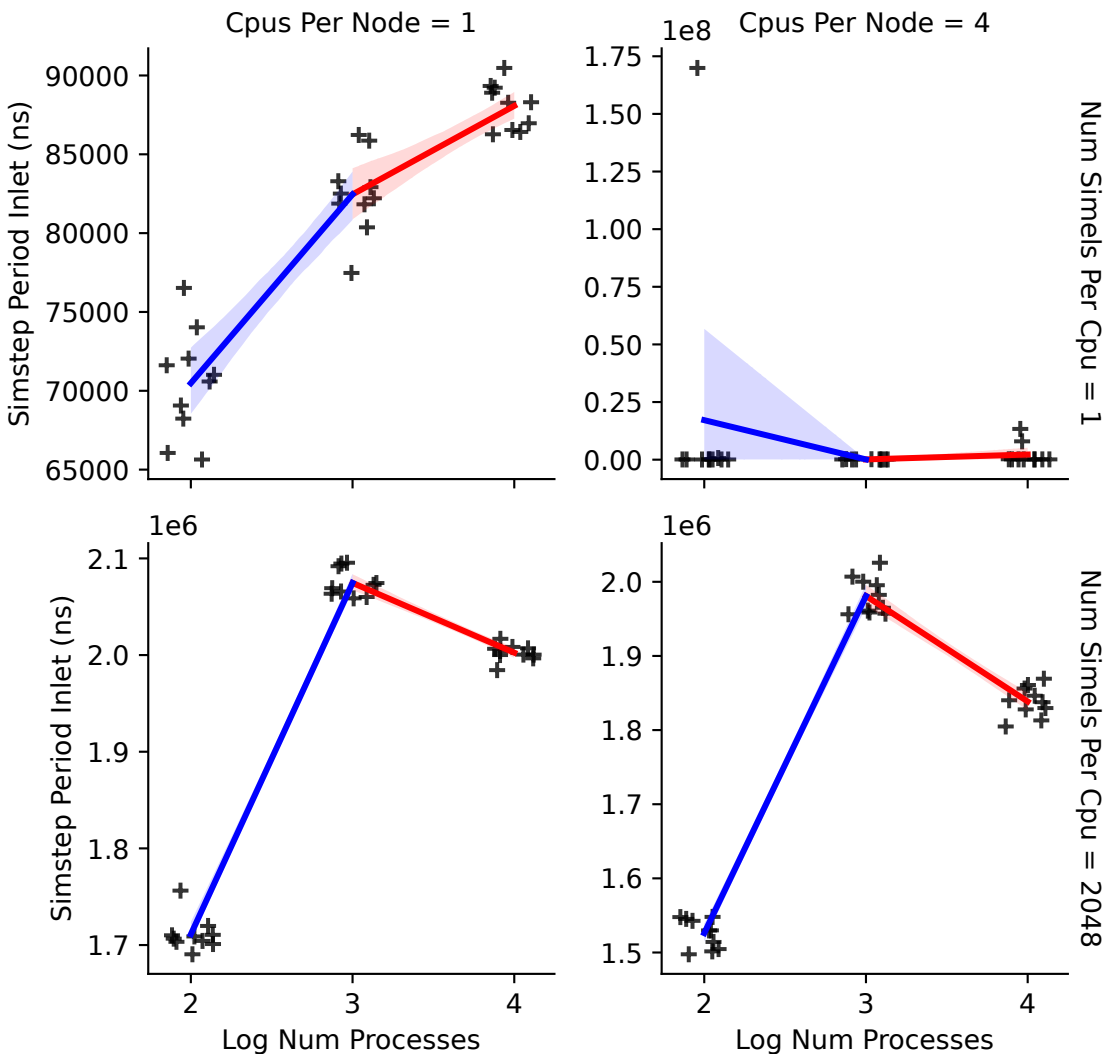 Cpus Per Node = 1
Cpus Per Node = 4
1e8
90000
85000
80000
75000
70000
65000
Simstep Period Inlet (ns)
1.75
1.50
1.25
1.00
0.75
0.50
0.25
0.00
Num Simels Per Cpu = 1
1e6
2.1
2.0
1.9
1.8
1.7
Simstep Period Inlet (ns)
2
3
4
Log Num Processes
1e6
2.0
1.9
1.8
1.7
1.6
1.5
2
3
4
Log Num Processes
Num Simels Per Cpu = 2048